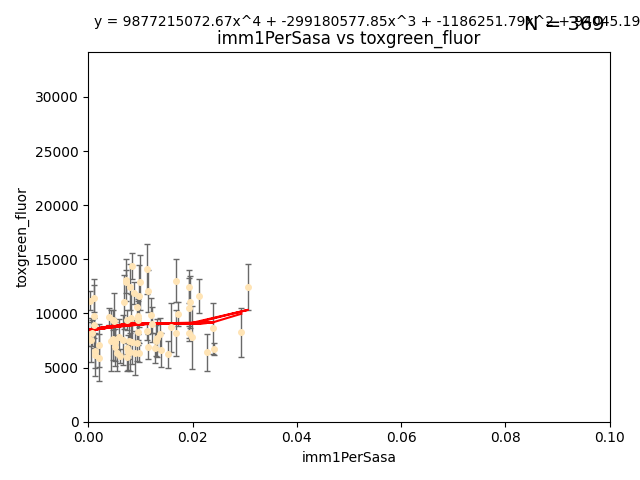 y = 9877215072.67x^4 + -299180577.85x^3 + -1186251.79x^2 + 94045.19
N = 369
imm1PerSasa vs toxgreen_fluor
30000
25000
20000
15000
10000
5000
0
toxgreen_fluor
0.00 0.02 0.04 0.06 0.08 0.10
imm1PerSasa